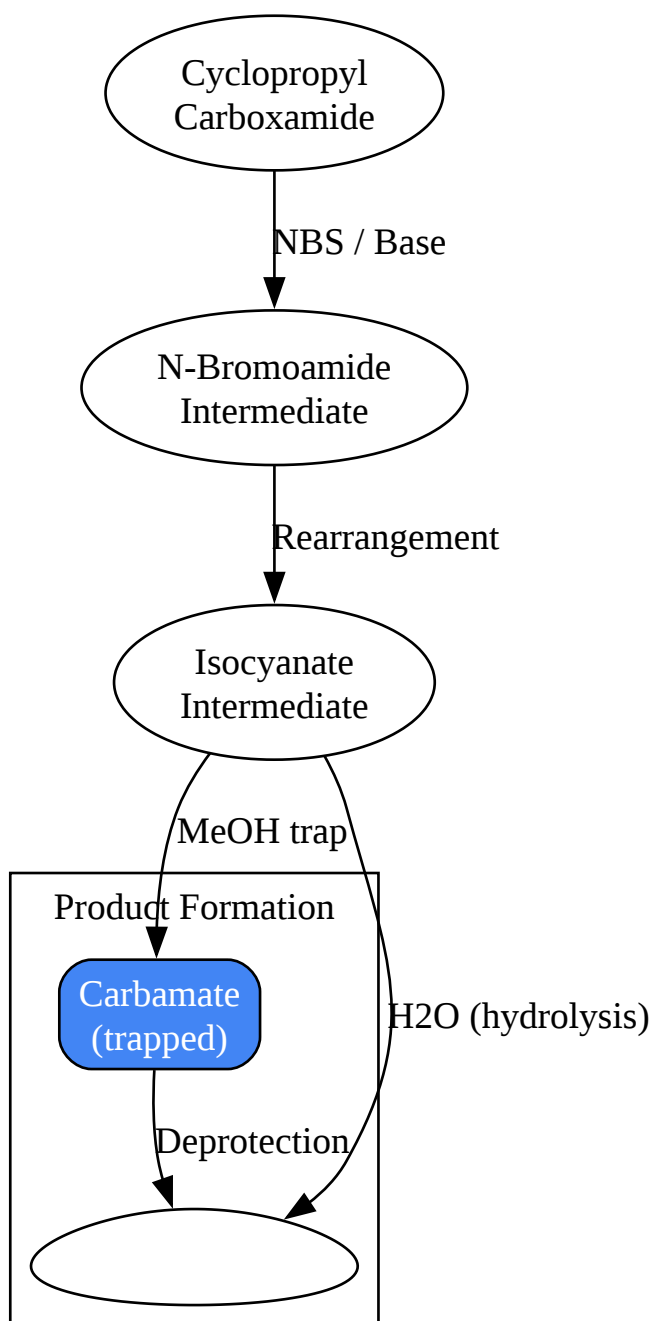 Cyclopropyl
Carboxamide
NBS / Base
N-Bromoamide
Intermediate
Rearrangement
Isocyanate
Intermediate
MeOH trap
Product Formation
Carbamate
(trapped)
H2O (hydrolysis)
Deprotection